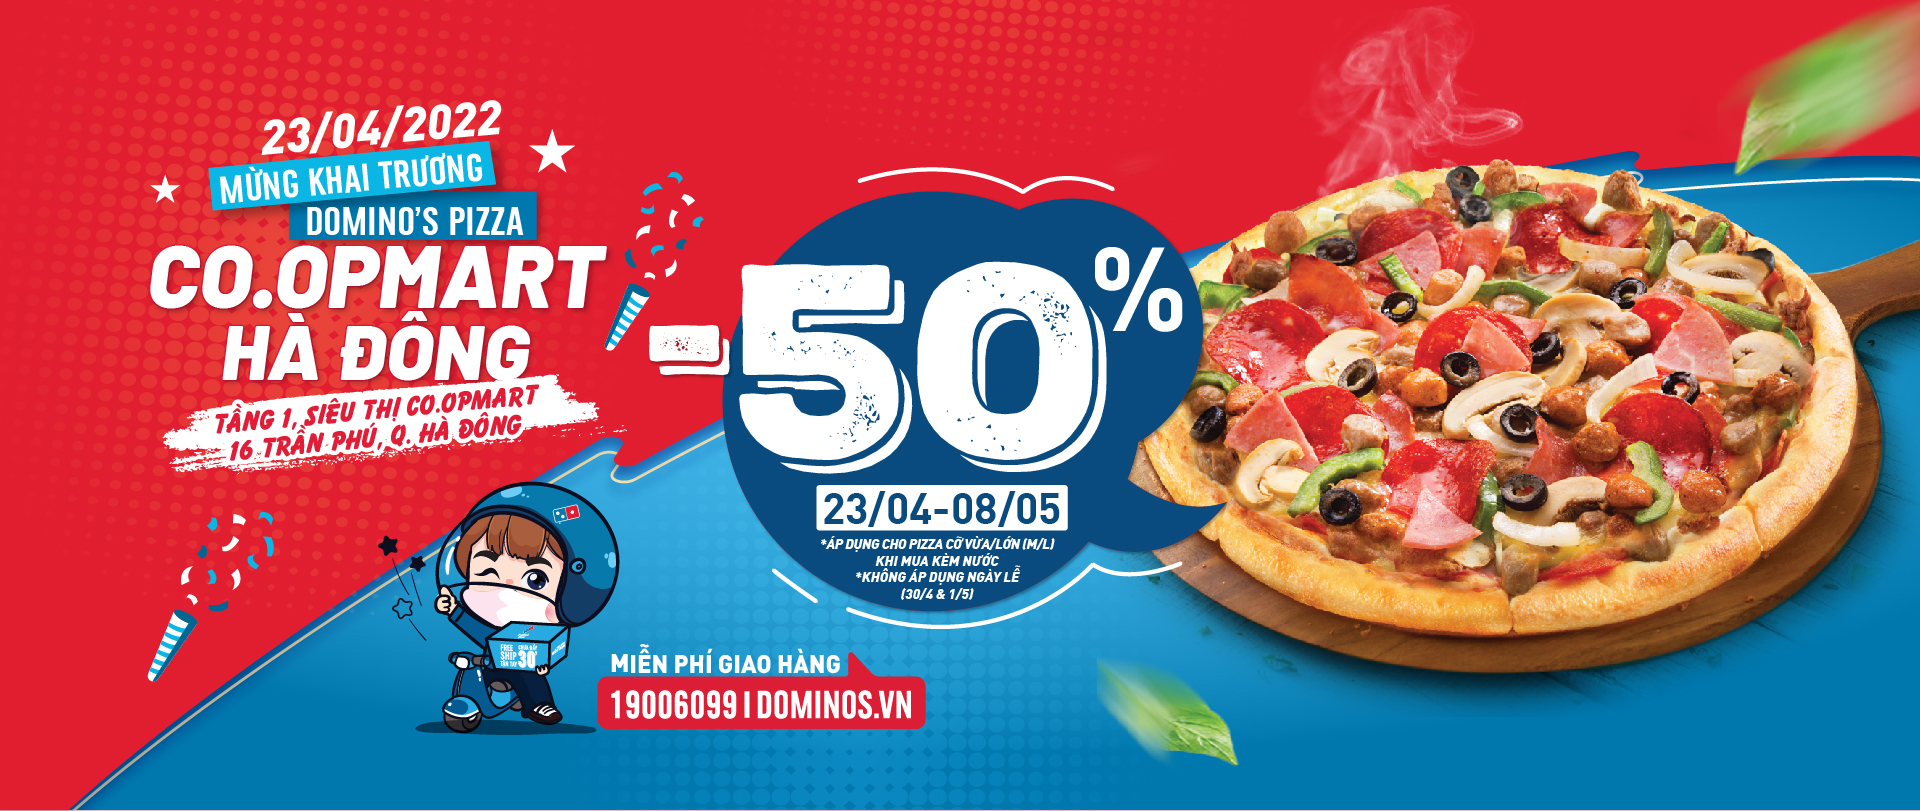 23/04/2022
MỪNG KHAI TRƯƠNG
DOMINO'S PIZZA
CO.OPMART
HÀ ĐÔNG
TẦNG 1, SIÊU THỊ CO.OPMART
16 TRẦN PHÚ, Q. HÀ ĐÔNG
-50%
23/04-08/05
*ÁP DỤNG CHO PIZZA CỠ VỪA/LỚN (M/L)
KHI MUA KÈM NƯỚC
*KHÔNG ÁP DỤNG NGÀY LỄ
(30/4 & 1/5)
FREE
SHIP
TẬN TAY
30'
MIỄN PHÍ GIAO HÀNG
19006099 | DOMINOS.VN